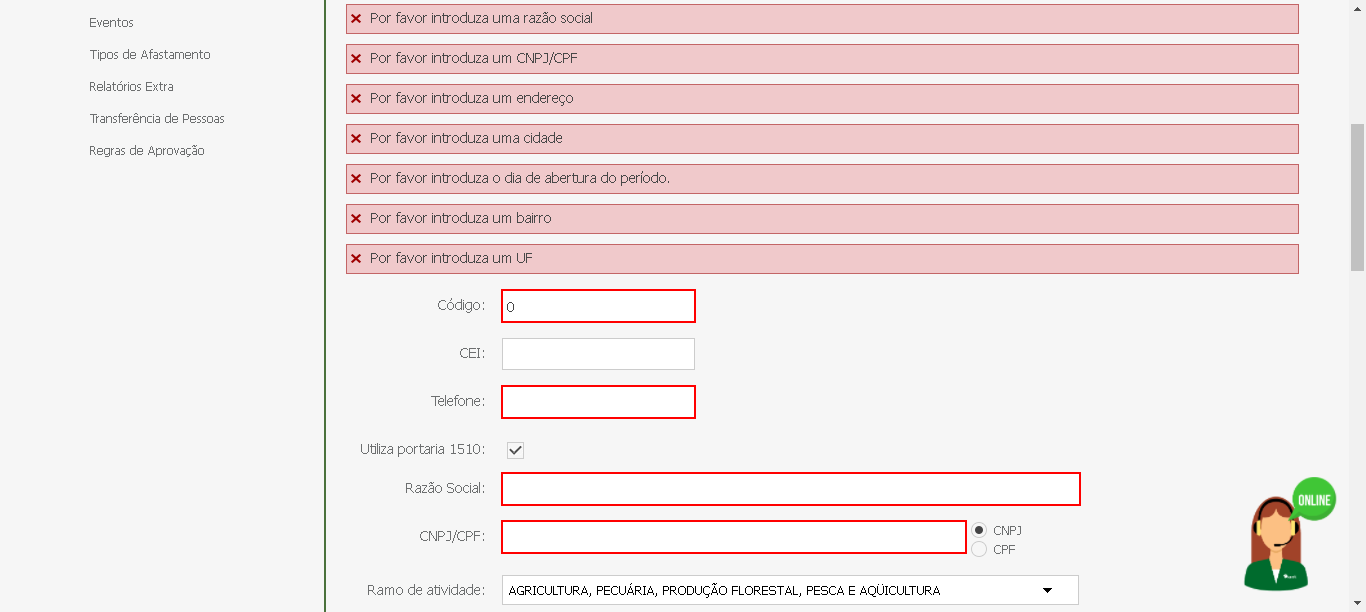 Eventos
Tipos de Afastamento
Relatórios Extra
Transferência de Pessoas
Regras de Aprovação
Por favor introduza uma razão social
Por favor introduza um CNPJ/CPF
Por favor introduza um endereço
Por favor introduza uma cidade
Por favor introduza o dia de abertura do período.
Por favor introduza um bairro
Por favor introduza um UF
Código: 0
CEI:
Telefone:
Utiliza portaria 1510:
Razão Social:
CNPJ/CPF:
CNPJ
CPF
Ramo de atividade: AGRICULTURA, PECUÁRIA, PRODUÇÃO FLORESTAL, PESCA E AQÜICULTURA
ONLINE